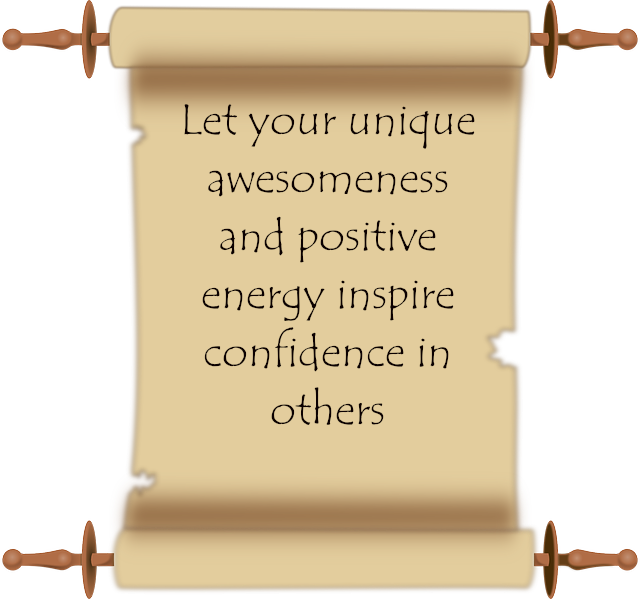 Let your unique
awesomeness
and positive
energy inspire
confidence in
others